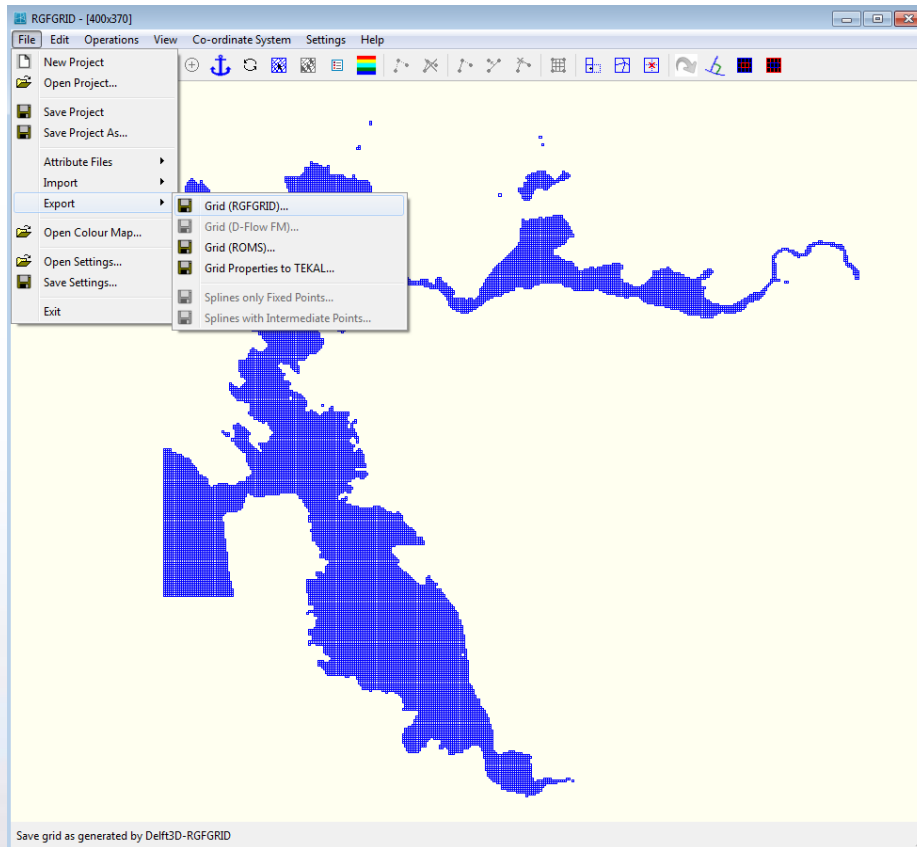 RGFGRID - [400x370]
File Edit Operations View Co-ordinate System Settings Help
New Project
Open Project...
Save Project
Save Project As...
Attribute Files
Import
Export
Open Colour Map...
Open Settings...
Save Settings...
Exit
Grid (RGFGRID)...
Grid (D-Flow FM)...
Grid (ROMS)...
Grid Properties to TEKAL...
Splines only Fixed Points...
Splines with Intermediate Points...
Save grid as generated by Delft3D-RGFGRID